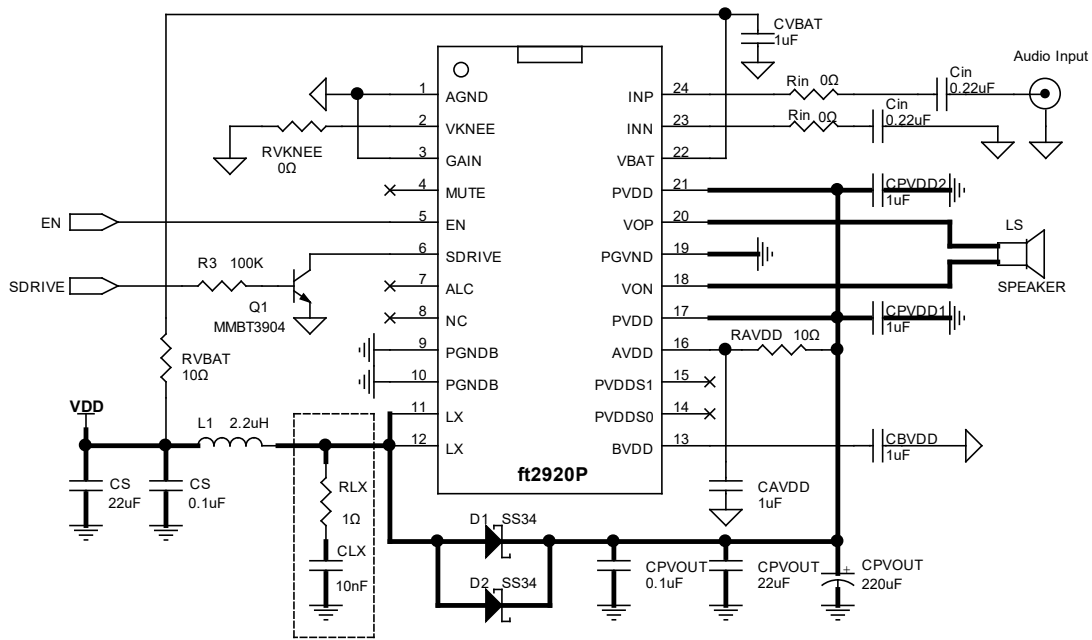 CVBAT
1uF
Audio Input
1 AGND
2 VKNEE
3 GAIN
4 MUTE
5 EN
6 SDRIVE
7 ALC
8 NC
9 PGNDB
10 PGNDB
11 LX
12 LX
INP 24
INN 23
VBAT 22
PVDD 21
VOP 20
PGVND 19
VON 18
PVDD 17
AVDD 16
PVDDS1 15
PVDDS0 14
BVDD 13
ft2920P
Rin 0Ω
Cin
0.22uF
Rin 0Ω
Cin
0.22uF
RVKNEE
0Ω
EN
SDRIVE
R3 100K
Q1
MMBT3904
CPVDD2
1uF
LS
SPEAKER
CPVDD1
1uF
RAVDD 10Ω
RVBAT
10Ω
VDD
L1 2.2uH
CS
22uF
CS
0.1uF
RLX
1Ω
CLX
10nF
CBVDD
1uF
CAVDD
1uF
D1 SS34
D2 SS34
CPVOUT
0.1uF
CPVOUT
22uF
+
CPVOUT
220uF